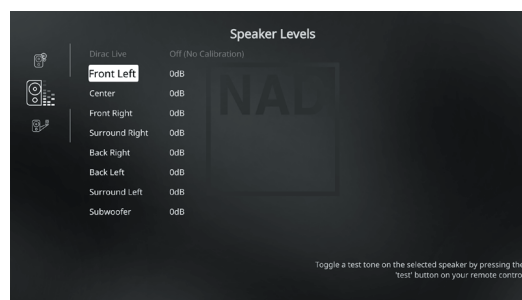 Speaker Levels
Dirac Live Off (No Calibration)
Front Left 0dB
Center 0dB
Front Right 0dB
Surround Right 0dB
Back Right 0dB
Back Left 0dB
Surround Left 0dB
Subwoofer 0dB
NAD
Toggle a test tone on the selected speaker by pressing the
'test' button on your remote contro